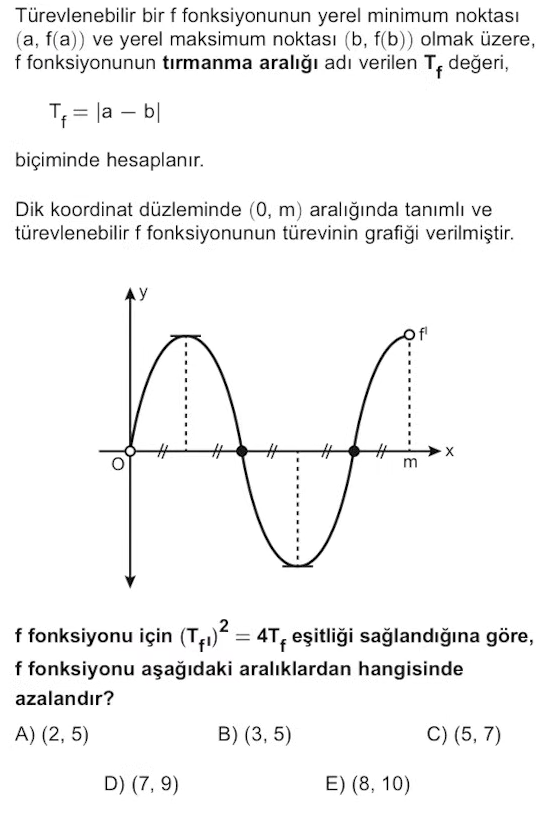 Türevlenebilir bir f fonksiyonunun yerel minimum noktası
(a, f(a)) ve yerel maksimum noktası (b, f(b)) olmak üzere,
f fonksiyonunun tırmanma aralığı adı verilen T_f değeri,
T_f = |a – b|
biçiminde hesaplanır.
Dik koordinat düzleminde (0, m) aralığında tanımlı ve
türevlenebilir f fonksiyonunun türevinin grafiği verilmiştir.
y
f'
O
m
x
f fonksiyonu için (T_f')² = 4T_f eşitliği sağlandığına göre,
f fonksiyonu aşağıdaki aralıklardan hangisinde
azalandır?
A) (2, 5) B) (3, 5) C) (5, 7)
D) (7, 9) E) (8, 10)